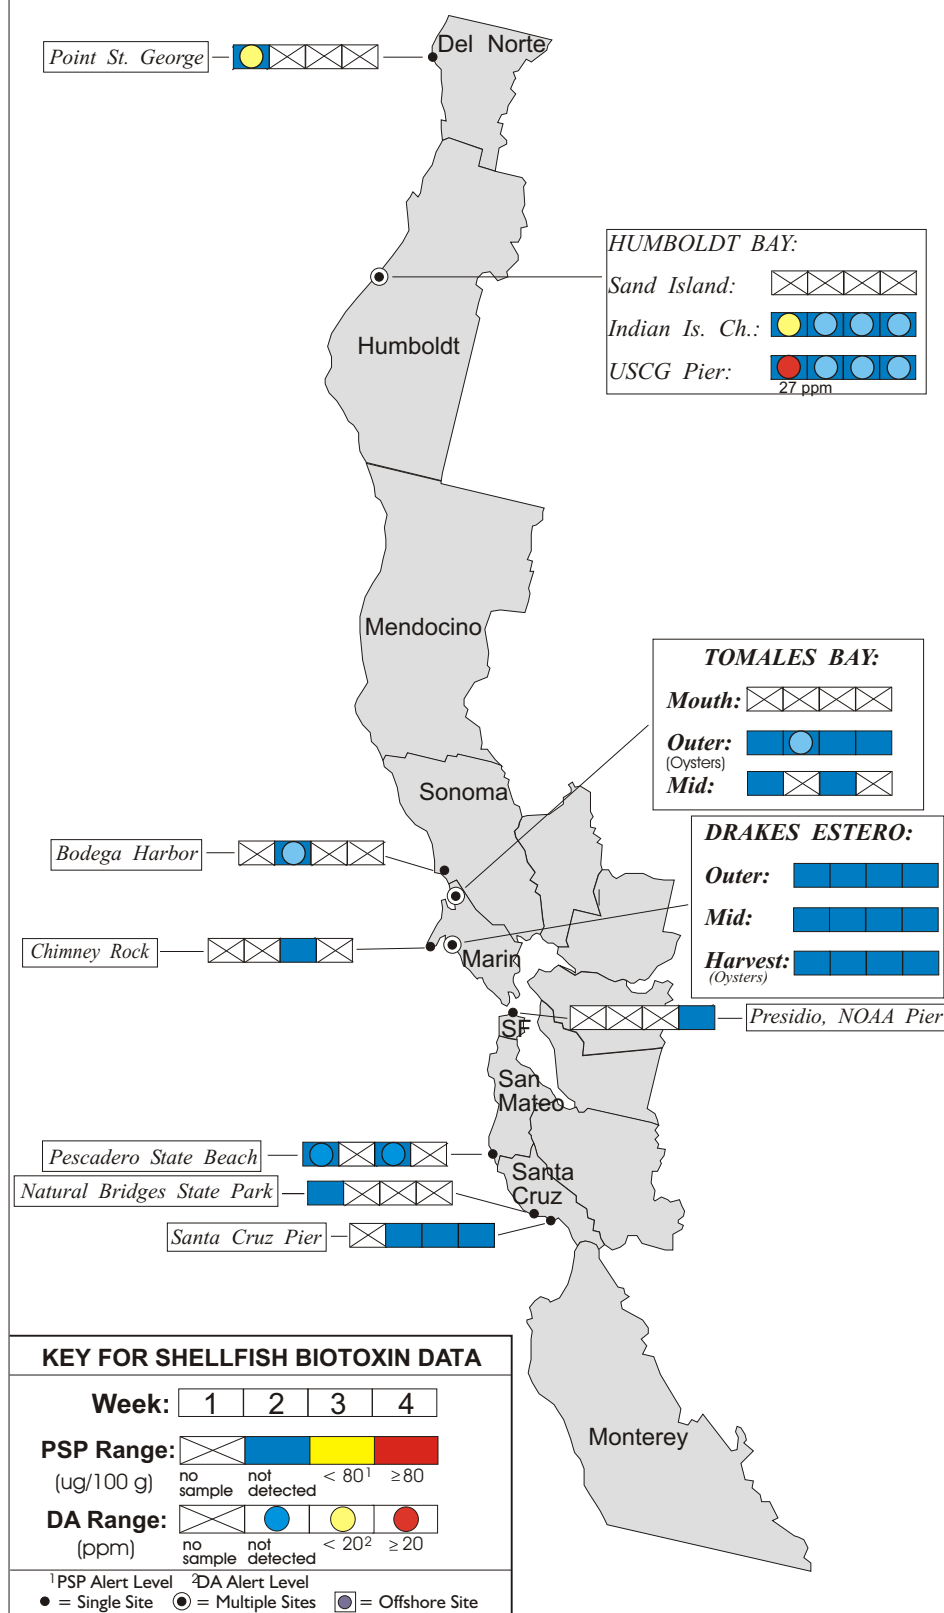 Point St. George
Del Norte
HUMBOLDT BAY:
Sand Island:
Indian Is. Ch.:
USCG Pier:
27 ppm
Humboldt
Mendocino
TOMALES BAY:
Mouth:
Outer:
(Oysters)
Mid:
Sonoma
DRAKES ESTERO:
Outer:
Mid:
Harvest:
(Oysters)
Bodega Harbor
Chimney Rock
Marin
Presidio, NOAA Pier
SF
San
Mateo
Pescadero State Beach
Santa
Cruz
Natural Bridges State Park
Santa Cruz Pier
Monterey
KEY FOR SHELLFISH BIOTOXIN DATA
Week: 1 2 3 4
PSP Range:
(ug/100 g)
no sample not detected < 80¹ ≥80
DA Range:
(ppm)
no sample not detected < 20² ≥ 20
¹PSP Alert Level ²DA Alert Level
= Single Site = Multiple Sites = Offshore Site